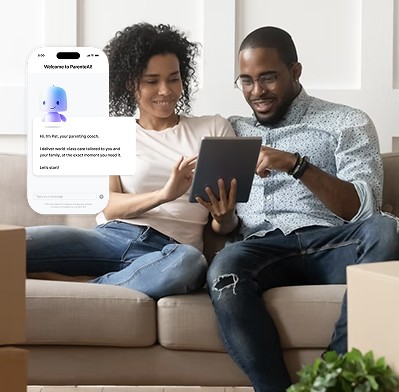 Welcome to ParentAI!
Hi, I'm Pat, your parenting coach.
I deliver world-class care tailored to you and
your family, at the exact moment you need it.
Let's start!